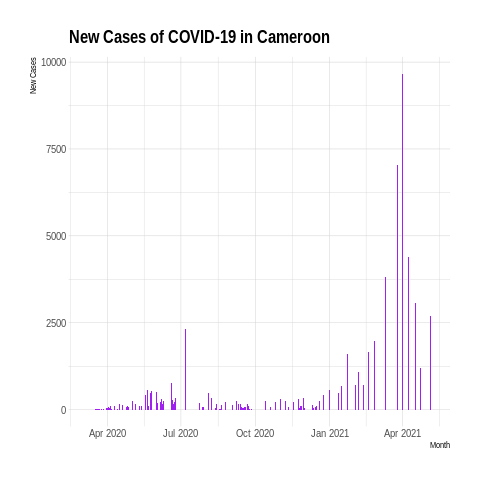 New Cases of COVID-19 in Cameroon
New Cases
10000
7500
5000
2500
0
Apr 2020 Jul 2020 Oct 2020 Jan 2021 Apr 2021
Month